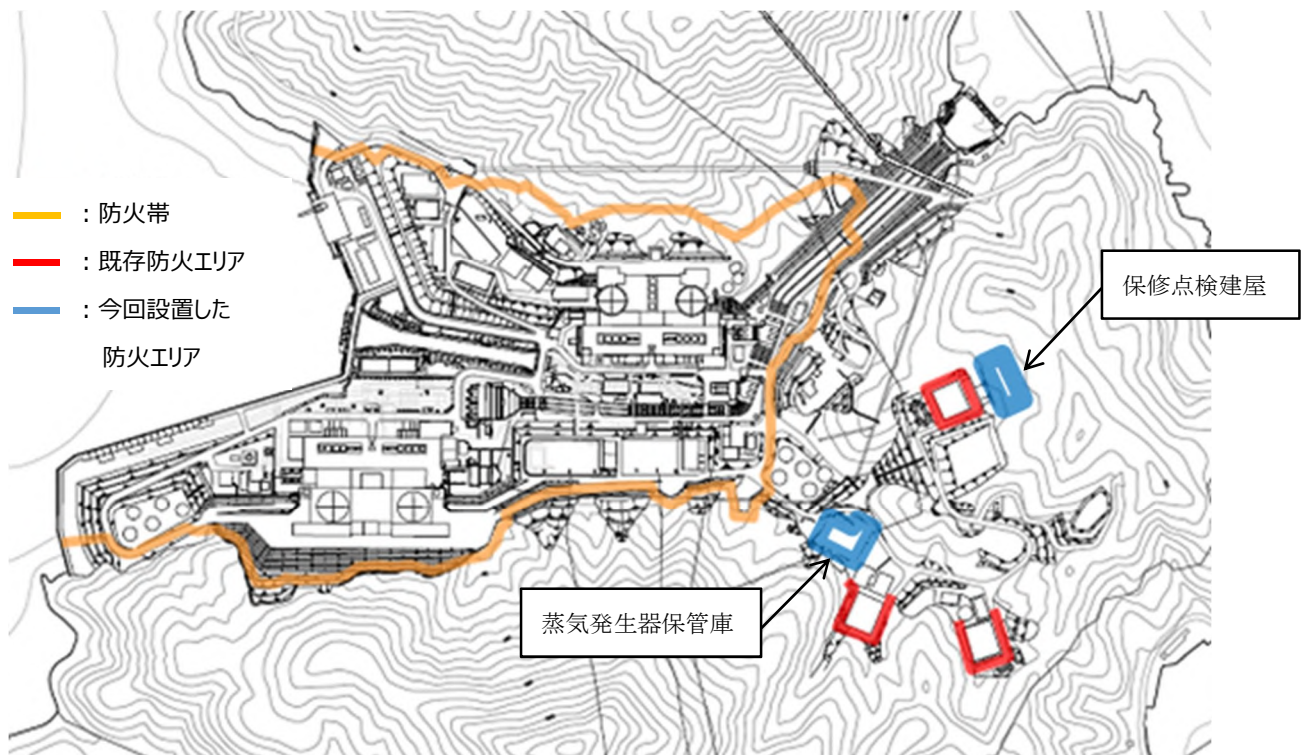 ：防火帯
：既存防火エリア
：今回設置した
防火エリア
保修点検建屋
蒸気発生器保管庫